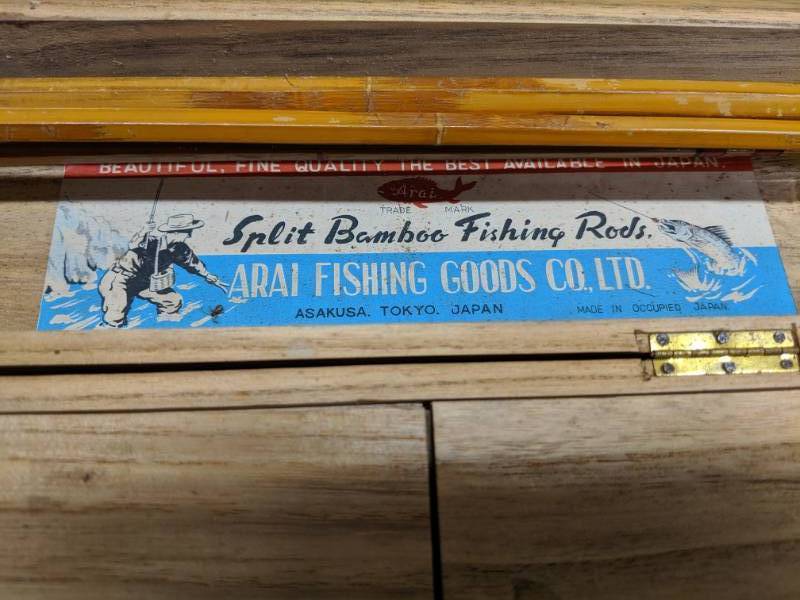 BEAUTIFUL, FINE QUALITY THE BEST AVAILABLE IN JAPAN.
Arai
TRADE MARK
Split Bamboo Fishing Rods.
ARAI FISHING GOODS CO., LTD.
ASAKUSA. TOKYO. JAPAN
MADE IN OCCUPIED JAPAN.